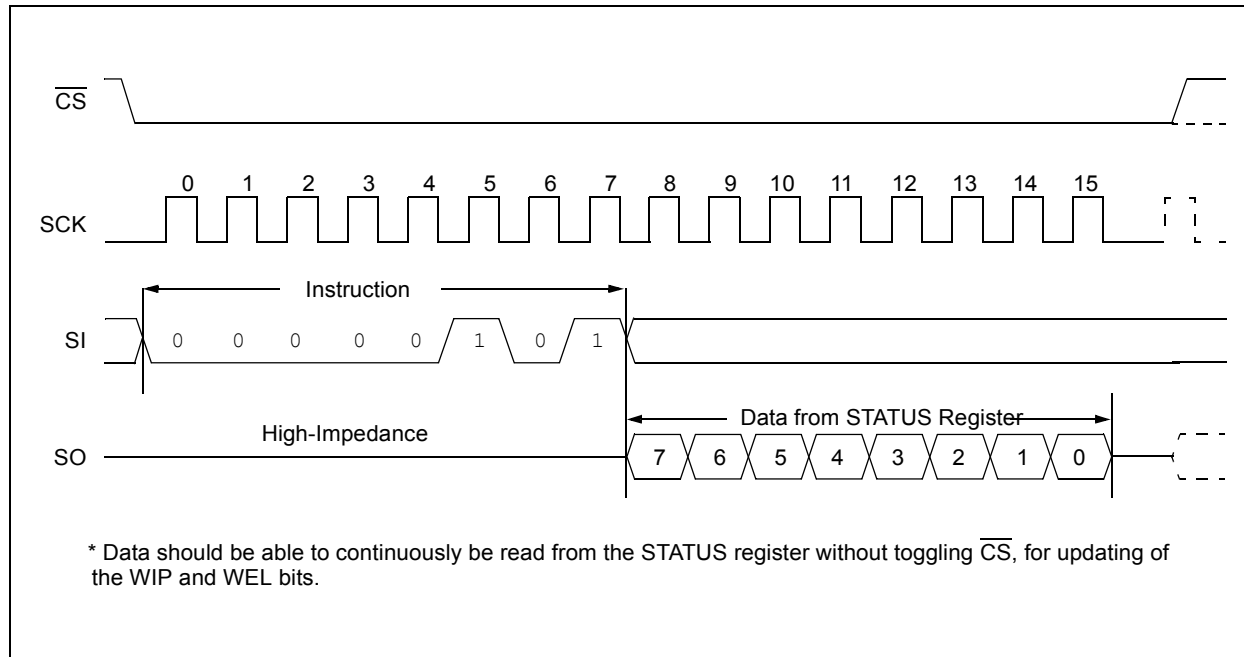 CS
0 1 2 3 4 5 6 7 8 9 10 11 12 13 14 15
SCK
Instruction
SI 0 0 0 0 0 1 0 1
Data from STATUS Register
High-Impedance
SO 7 6 5 4 3 2 1 0
* Data should be able to continuously be read from the STATUS register without toggling CS, for updating of
the WIP and WEL bits.